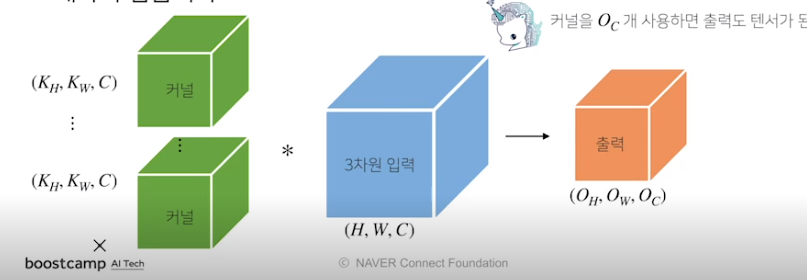 커널을 O_C 개 사용하면 출력도 텐서가 된
(K_H, K_W, C)
커널
⋮
⋮
(K_H, K_W, C)
커널
*
3차원 입력
(H, W, C)
출력
(O_H, O_W, O_C)
boostcamp AI Tech
© NAVER Connect Foundation